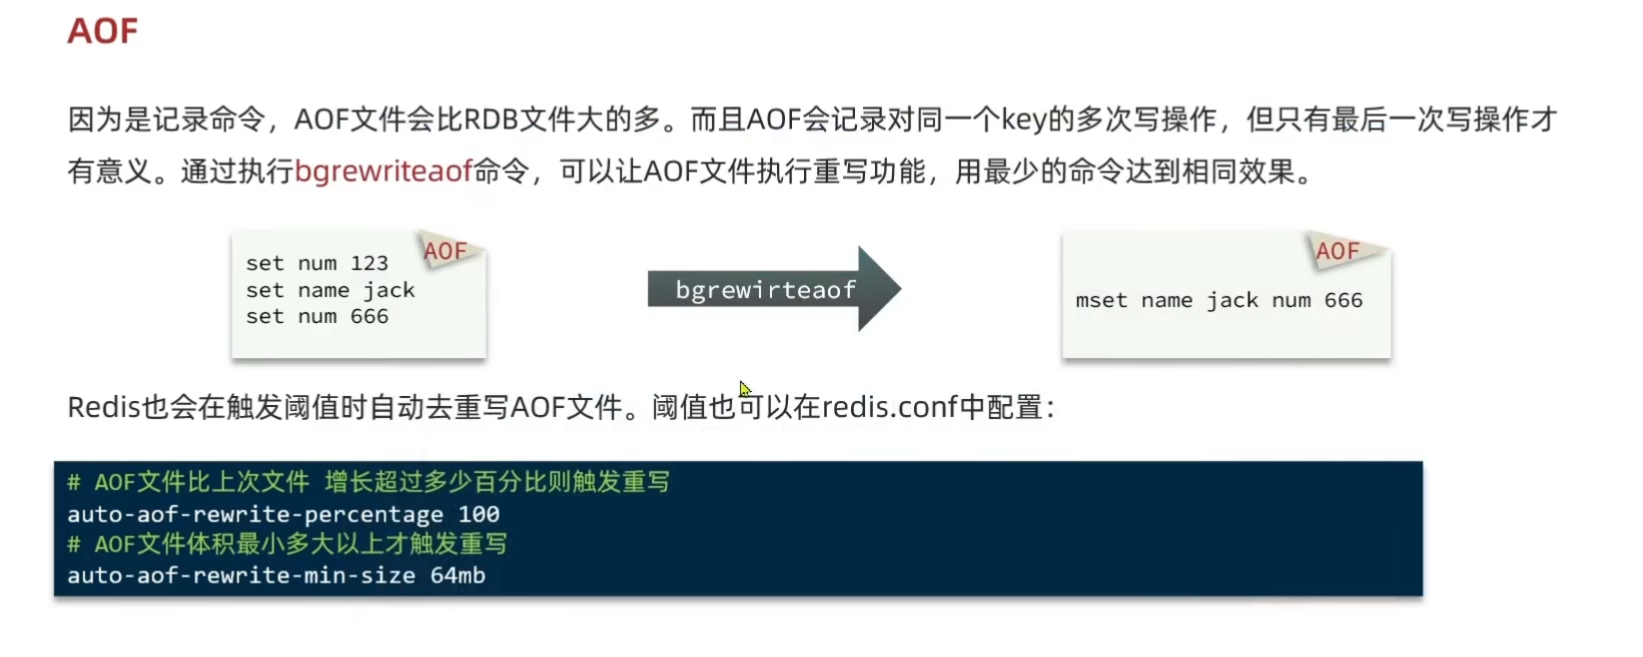 AOF
因为是记录命令，AOF文件会比RDB文件大的多。而且AOF会记录对同一个key的多次写操作，但只有最后一次写操作才
有意义。通过执行bgrewriteaof命令，可以让AOF文件执行重写功能，用最少的命令达到相同效果。
AOF
set num 123
set name jack
set num 666
bgrewirteaof
AOF
mset name jack num 666
Redis也会在触发阈值时自动去重写AOF文件。阈值也可以在redis.conf中配置：
# AOF文件比上次文件 增长超过多少百分比则触发重写
auto-aof-rewrite-percentage 100
# AOF文件体积最小多大以上才触发重写
auto-aof-rewrite-min-size 64mb